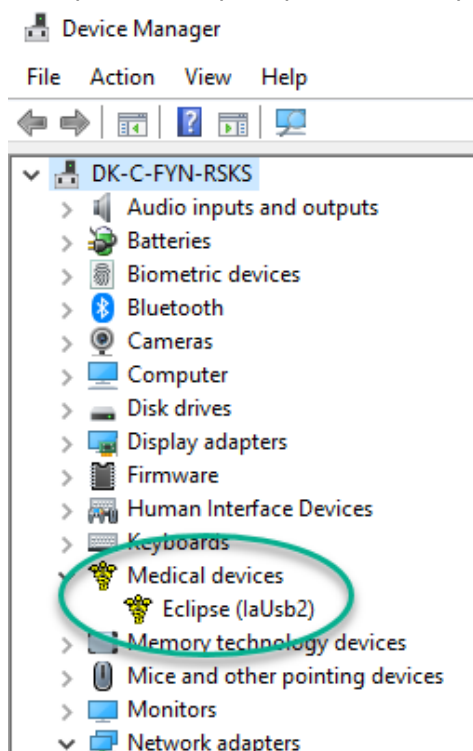 Device Manager
File Action View Help
DK-C-FYN-RSKS
Audio inputs and outputs
Batteries
Biometric devices
Bluetooth
Cameras
Computer
Disk drives
Display adapters
Firmware
Human Interface Devices
Keyboards
Medical devices
Eclipse (IaUsb2)
Memory technology devices
Mice and other pointing devices
Monitors
Network adapters